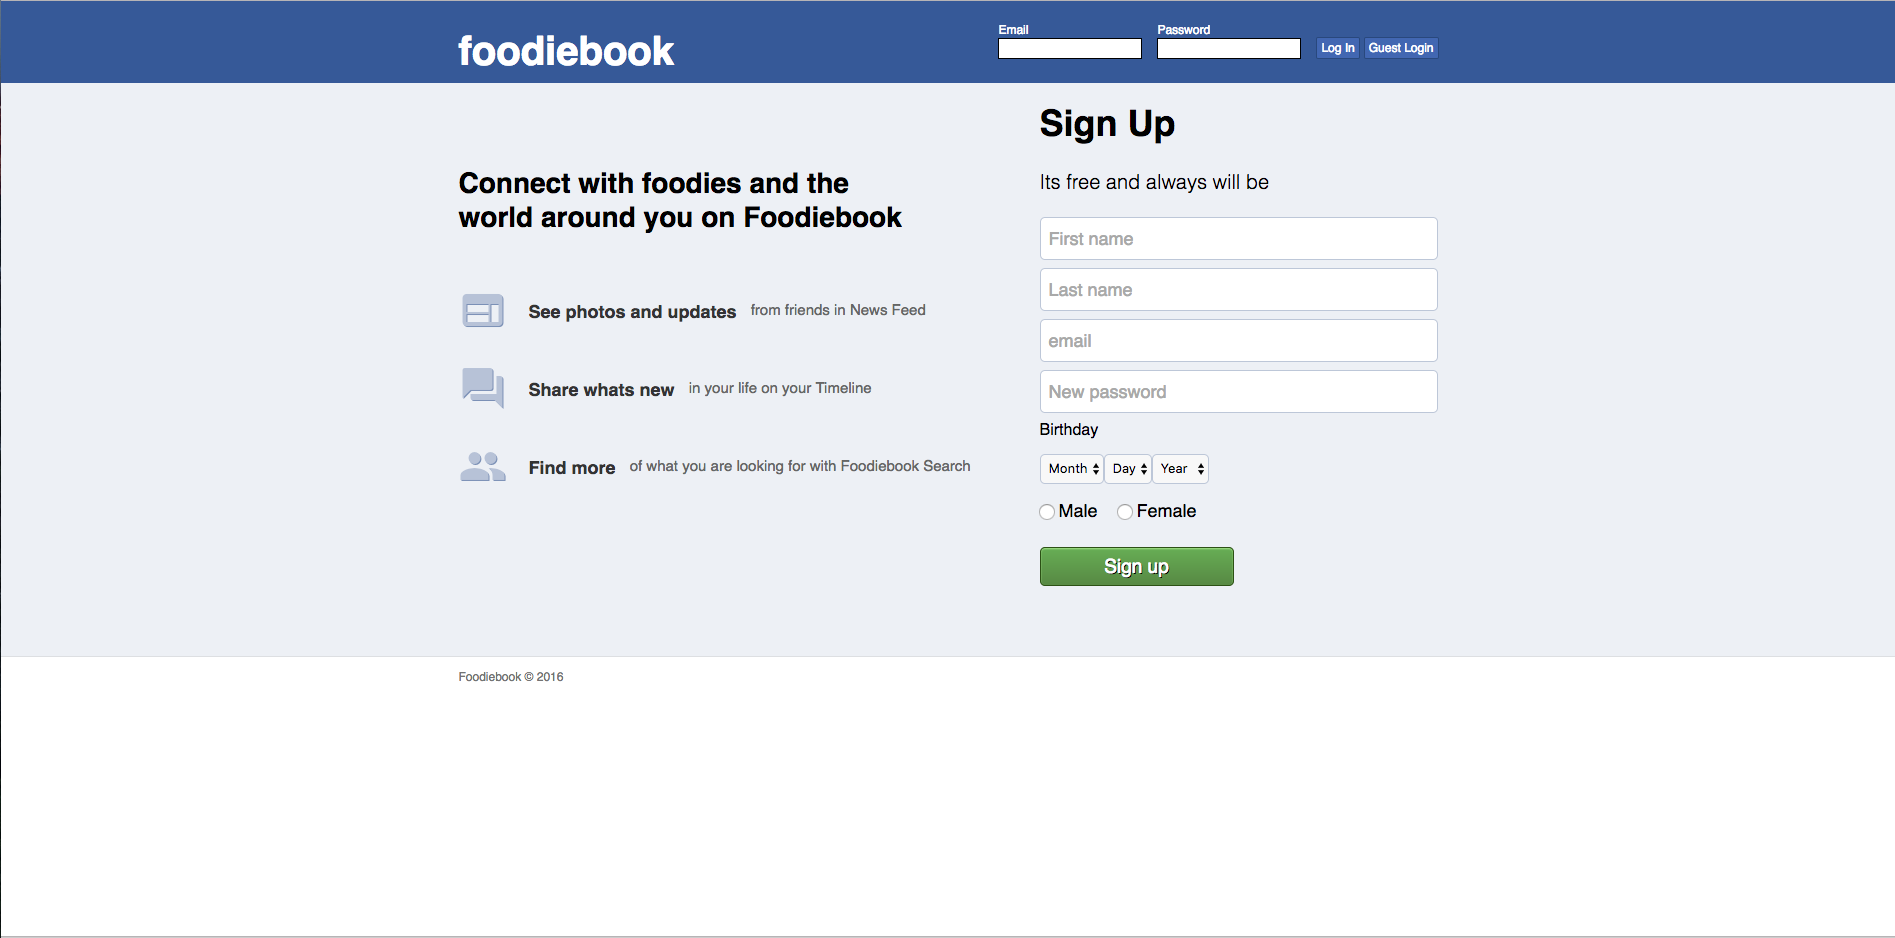 foodiebook
Email
Password
Log In
Guest Login
Connect with foodies and the
world around you on Foodiebook
See photos and updates from friends in News Feed
Share whats new in your life on your Timeline
Find more of what you are looking for with Foodiebook Search
Sign Up
Its free and always will be
First name
Last name
email
New password
Birthday
Month Day Year
Male Female
Sign up
Foodiebook © 2016